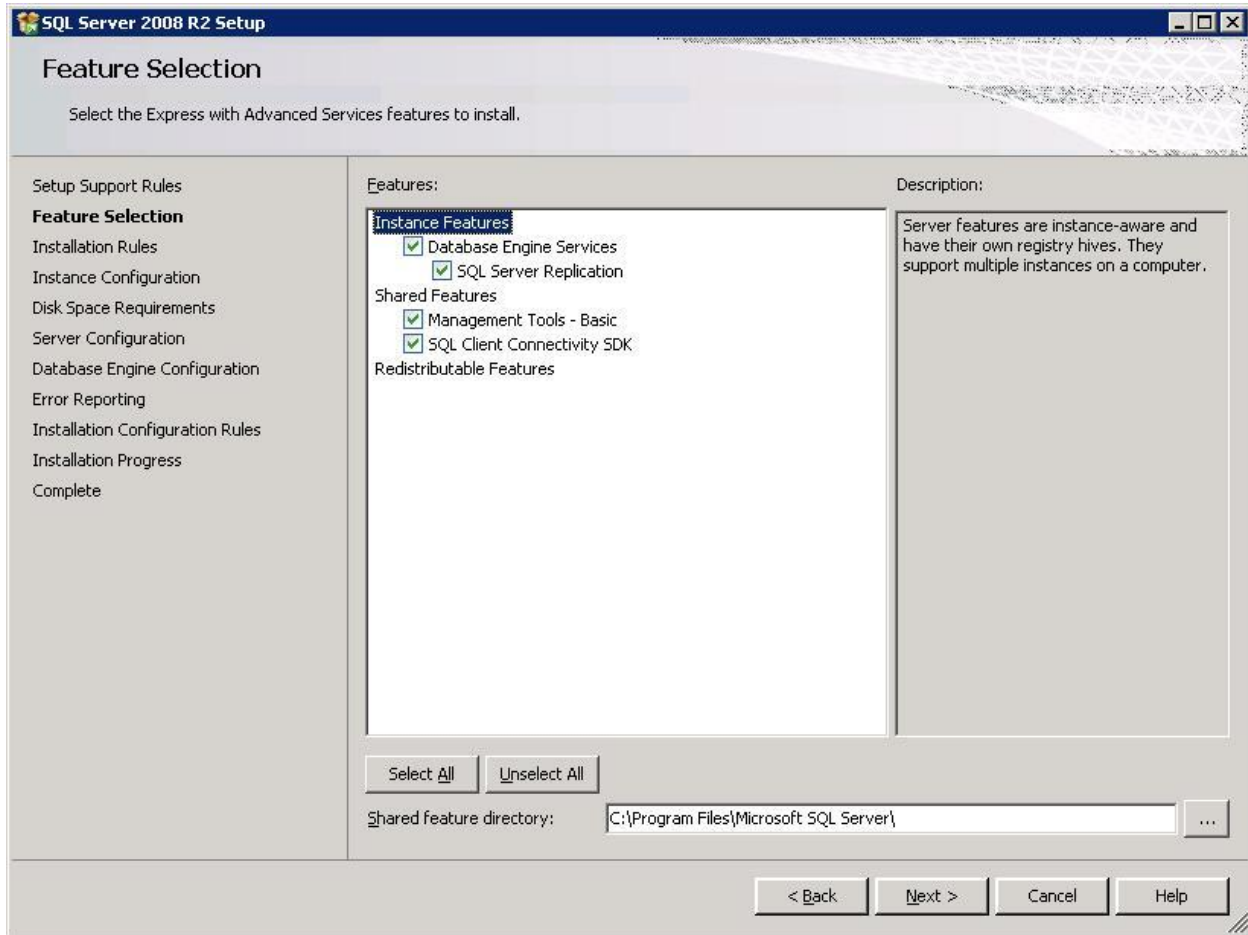 SQL Server 2008 R2 Setup
Feature Selection
Select the Express with Advanced Services features to install.
Setup Support Rules
Feature Selection
Installation Rules
Instance Configuration
Disk Space Requirements
Server Configuration
Database Engine Configuration
Error Reporting
Installation Configuration Rules
Installation Progress
Complete
Features:
Instance Features
Database Engine Services
SQL Server Replication
Shared Features
Management Tools - Basic
SQL Client Connectivity SDK
Redistributable Features
Description:
Server features are instance-aware and
have their own registry hives. They
support multiple instances on a computer.
Select All
Unselect All
Shared feature directory:
C:\Program Files\Microsoft SQL Server\
...
< Back
Next >
Cancel
Help